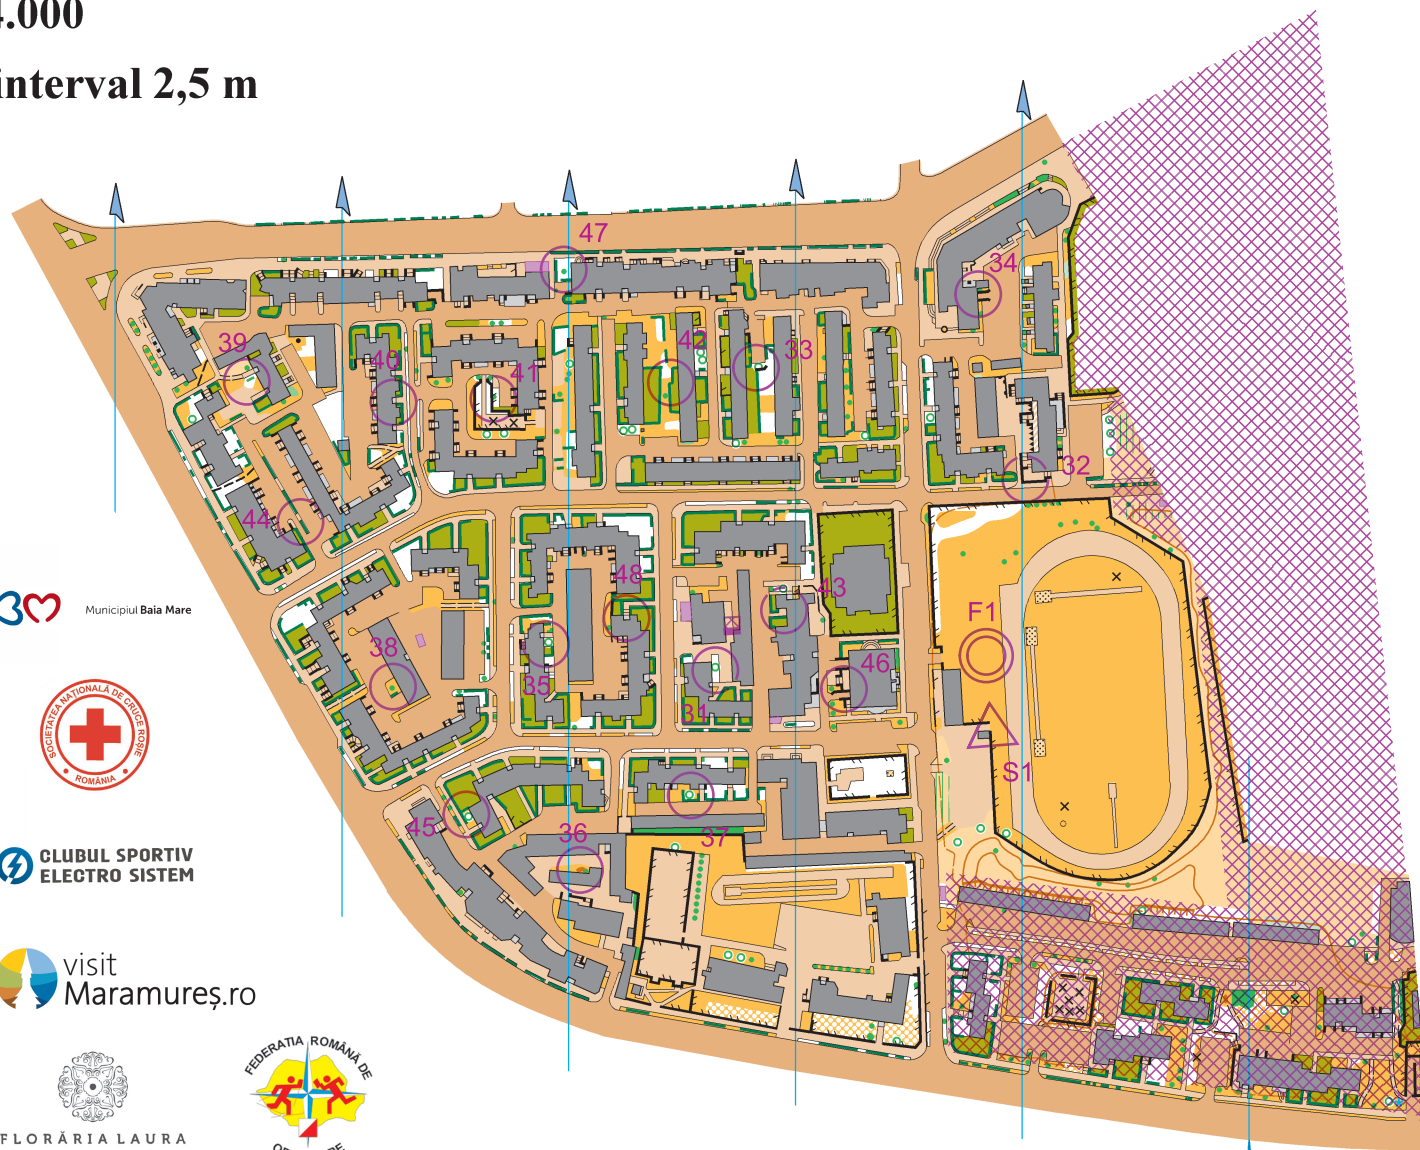 4.000
interval 2,5 m
47
34
39
40
42
33
41
32
44
48
43
F1
38
46
35
31
S1
45
36
37
Municipiul Baia Mare
SOCIETATEA NAȚIONALĂ DE CRUCE ROȘIE
ROMÂNIA
CLUBUL SPORTIV
ELECTRO SISTEM
visit
Maramureș.ro
FLORĂRIA LAURA
FEDERATIA ROMÂNĂ DE